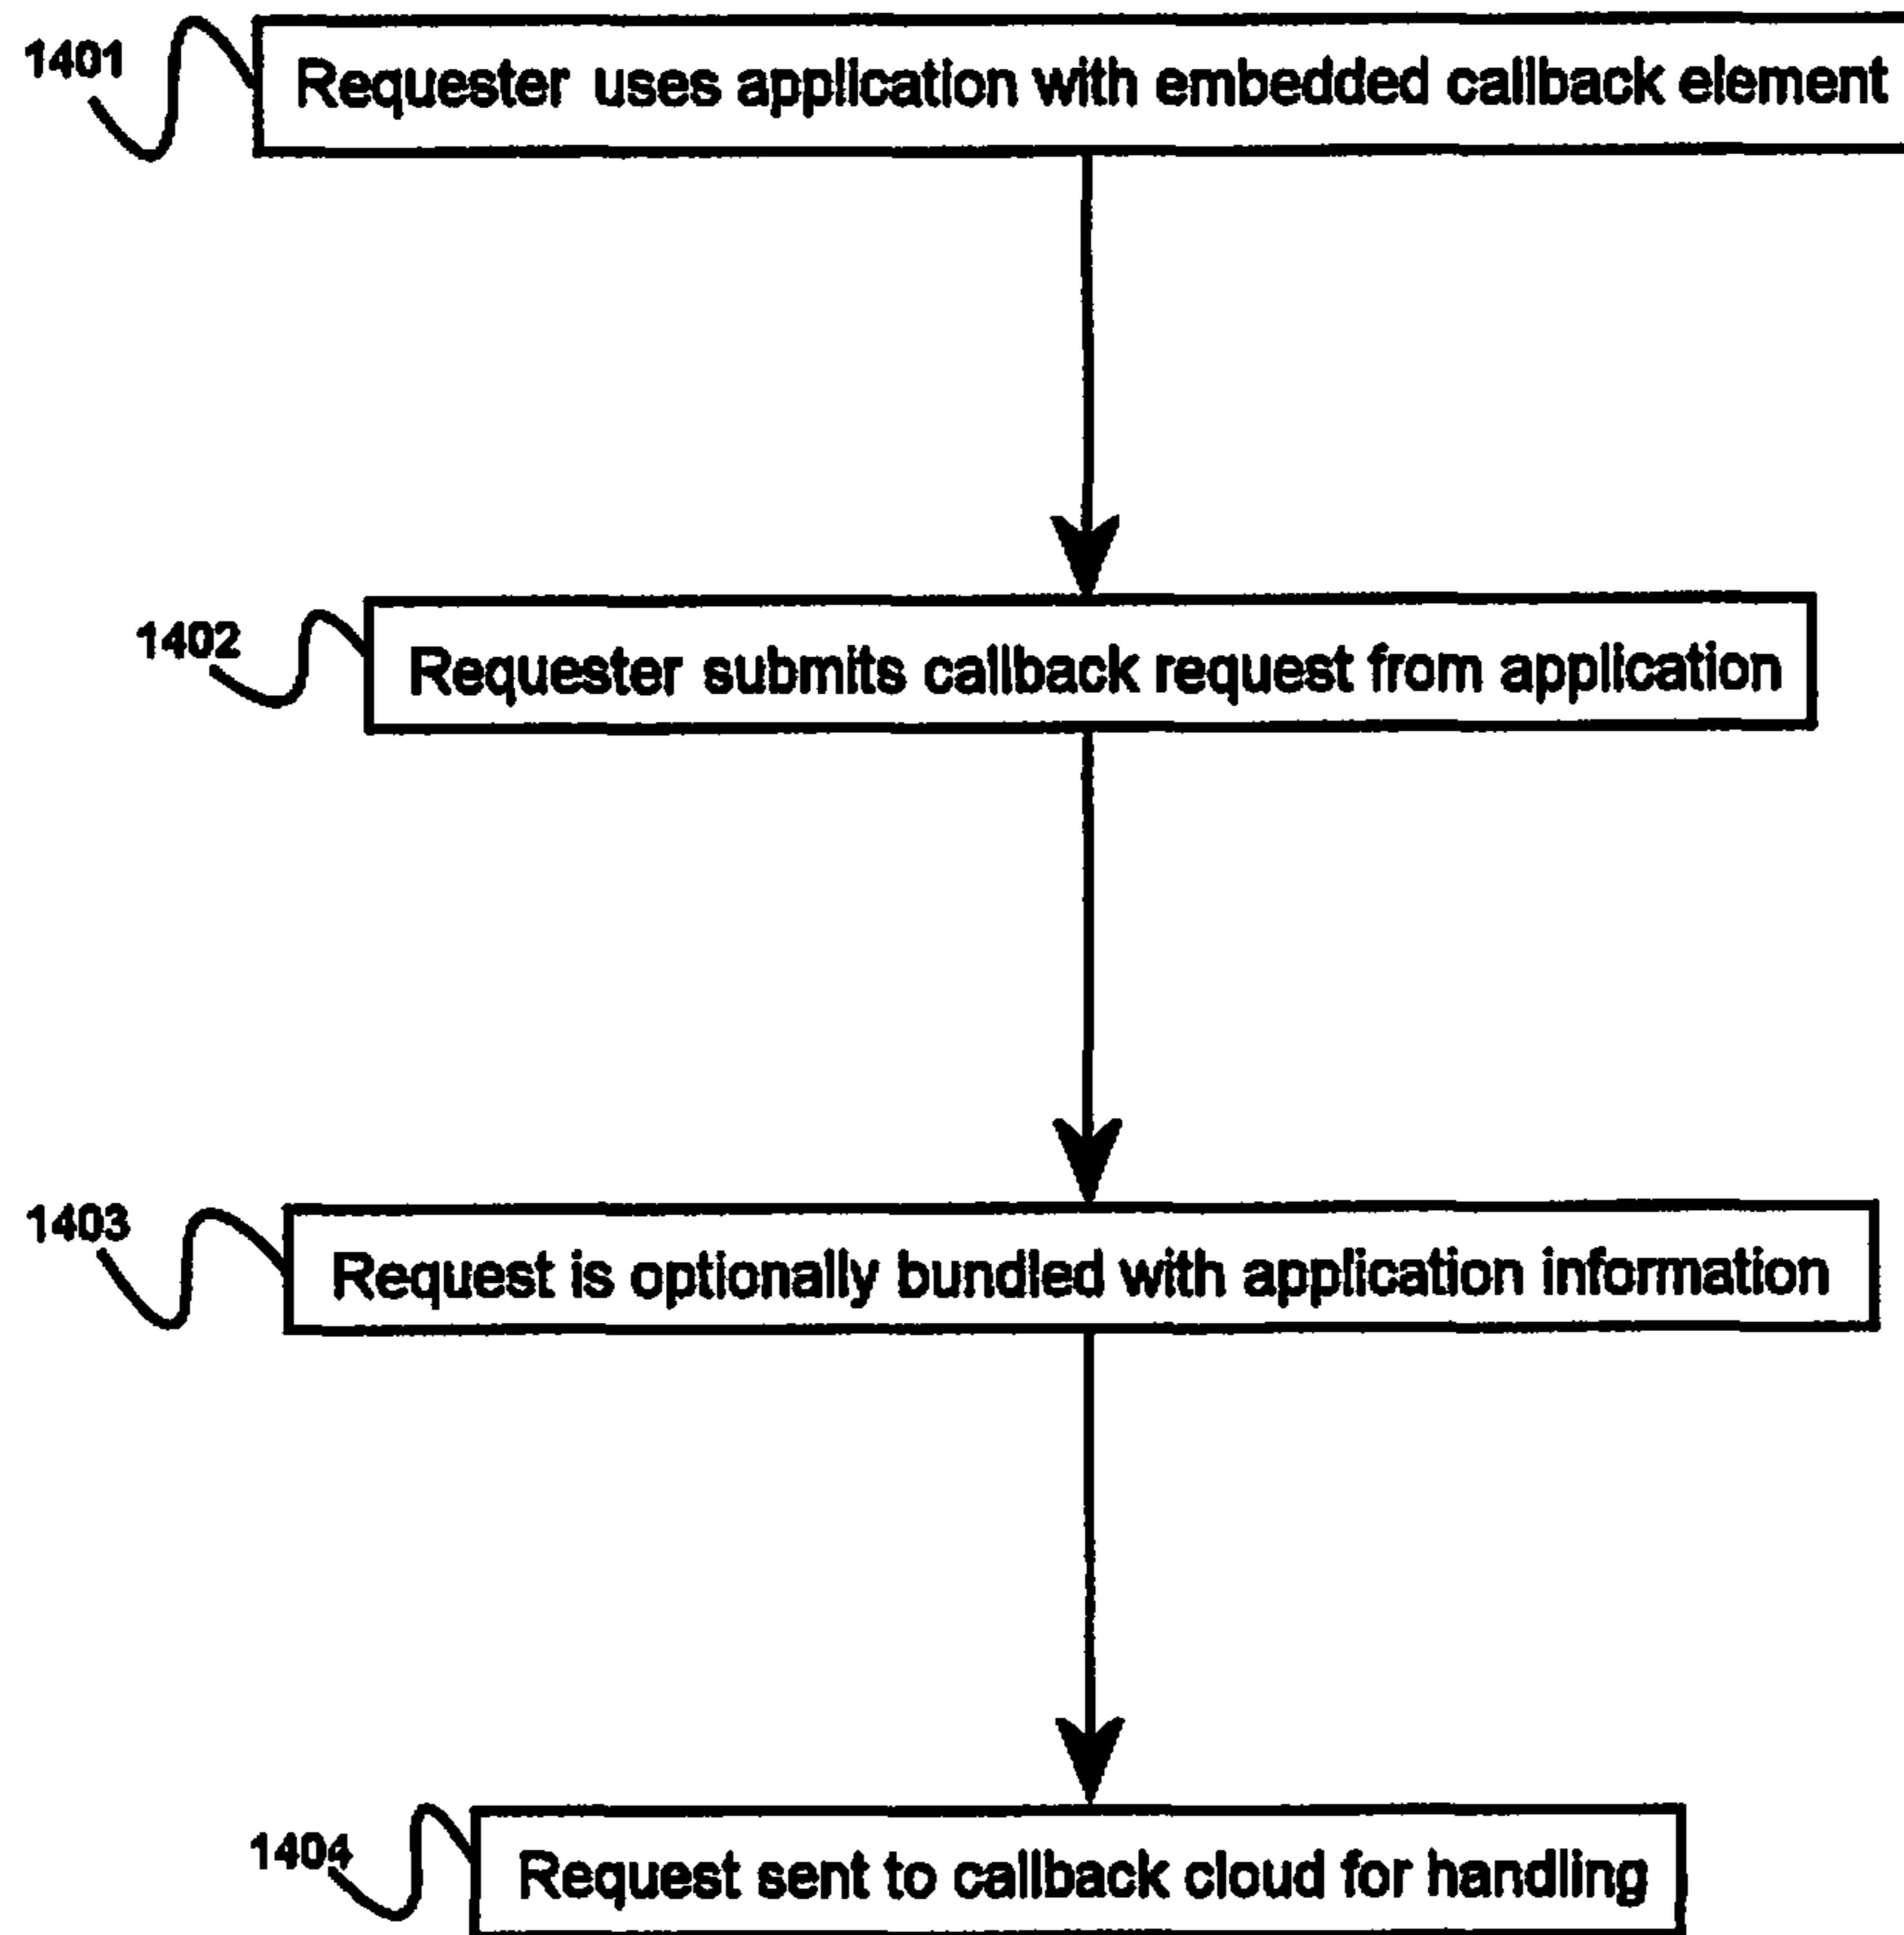 1401
Requester uses application with embedded callback element
1402
Requester submits callback request from application
1403
Request is optionally bundled with application information
1404
Request sent to callback cloud for handling